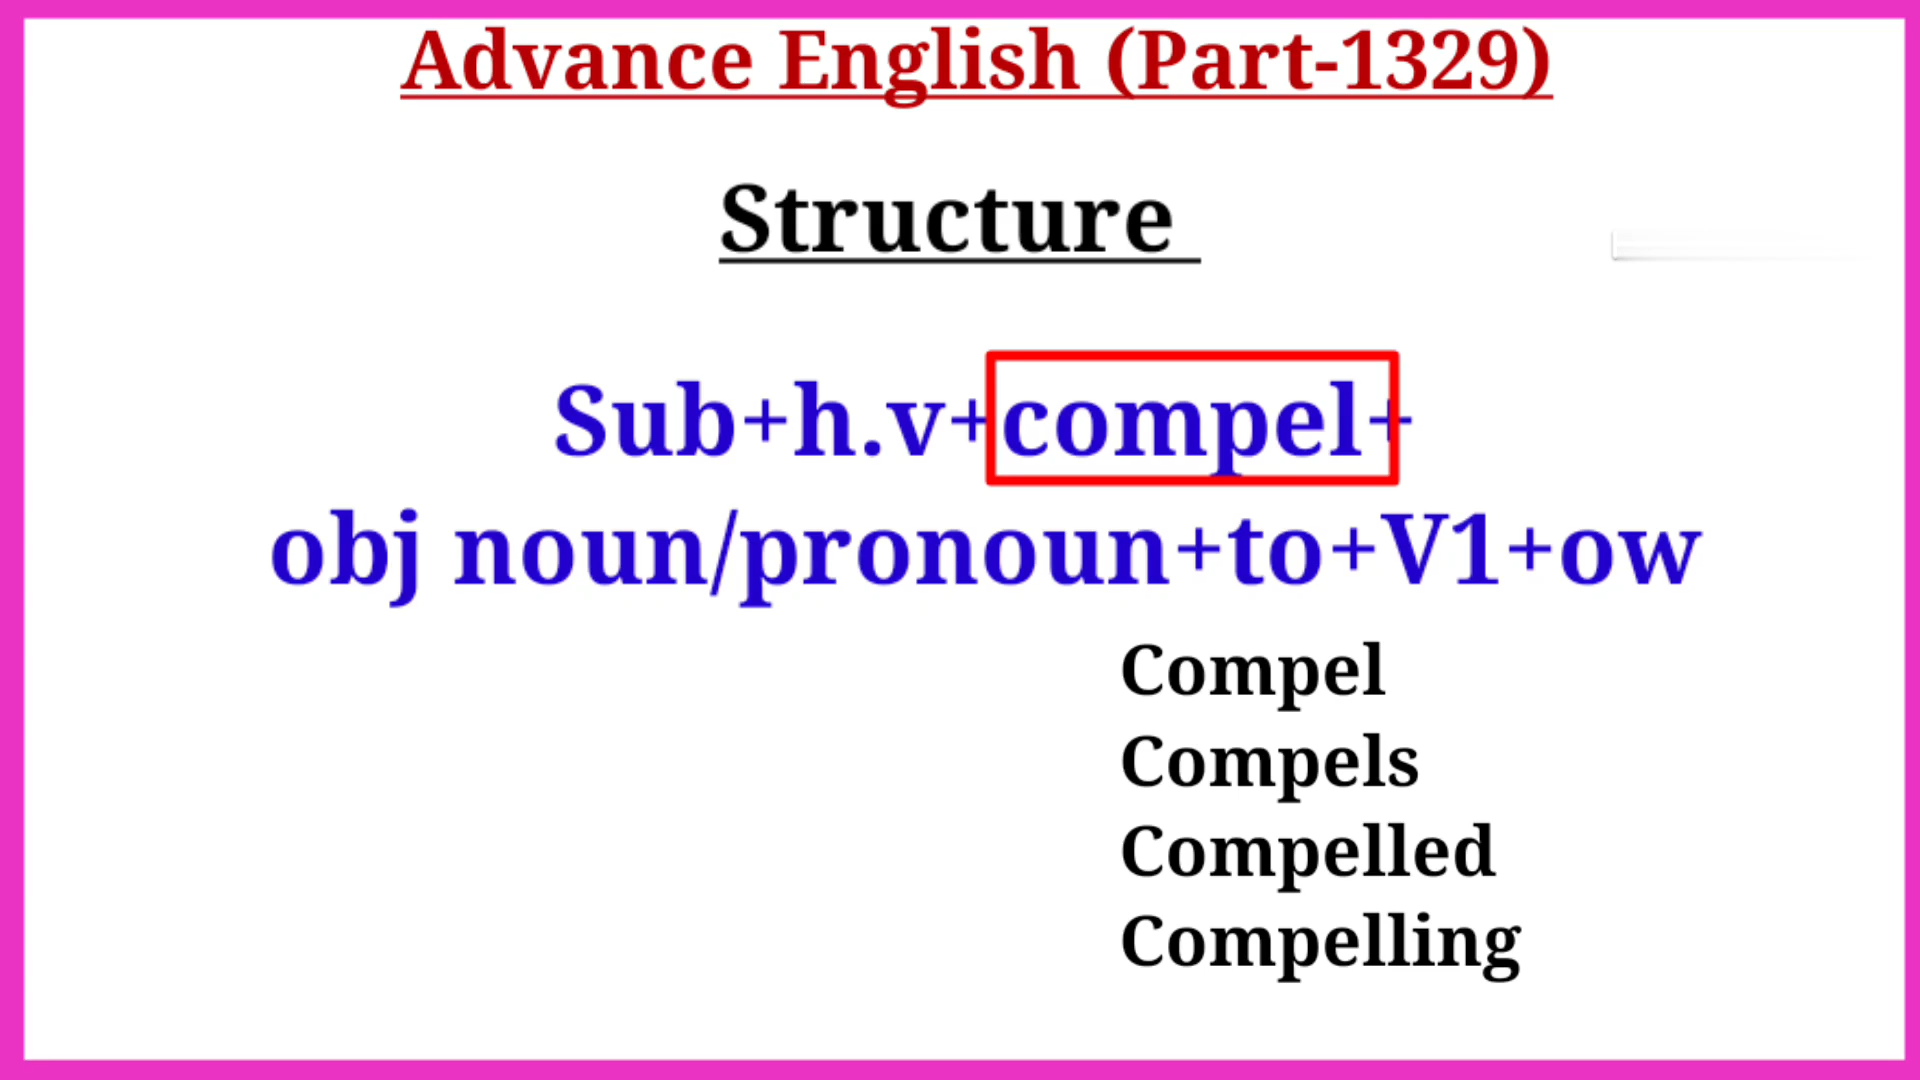 Advance English (Part-1329)
Structure
Sub+h.v+compel+
obj noun/pronoun+to+V1+ow
Compel
Compels
Compelled
Compelling